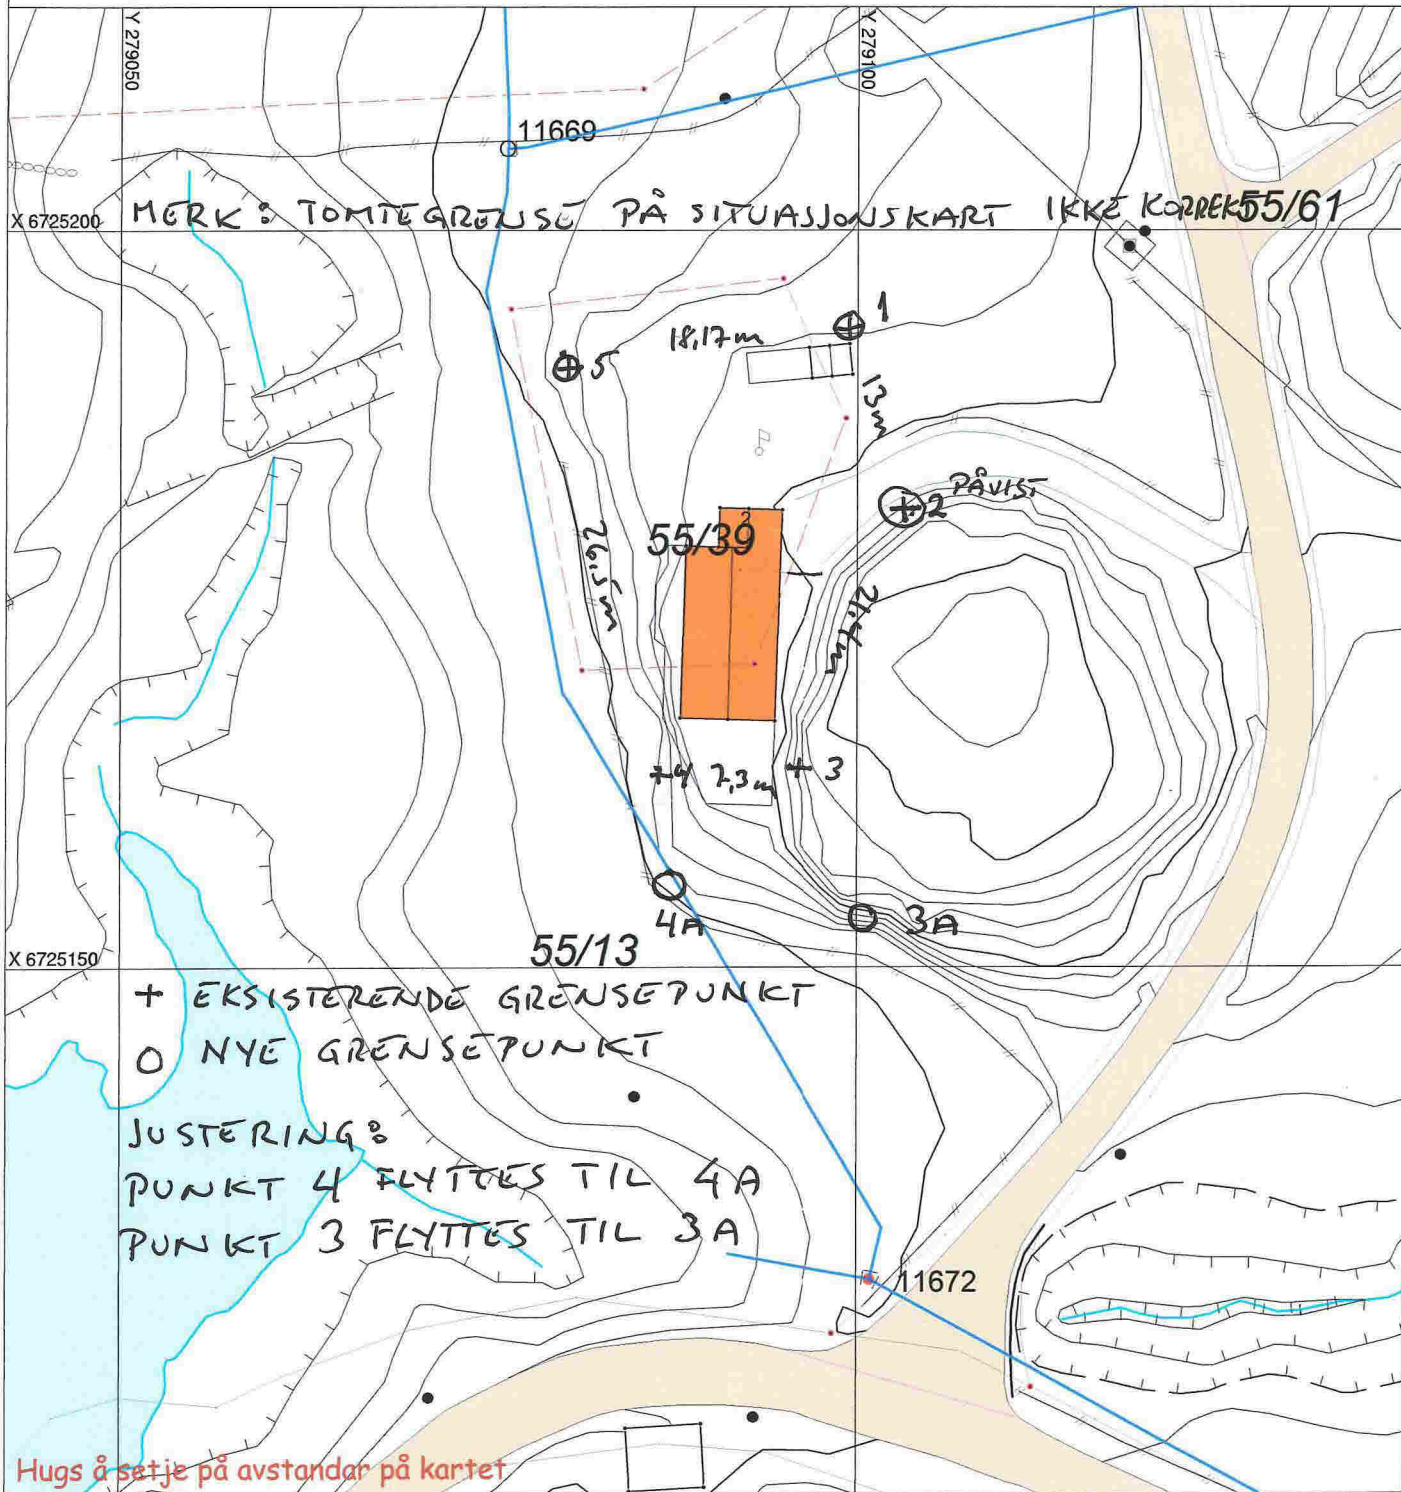 Y 279050
Y 279100
11669
MERK: TOMTEGRENSE PÅ SITUASJONSKART IKKE KORREKT
55/61
X 6725200
1
18,17m
5
13m
PÅVIST
2
2
55/39
26,5m
21,4m
4
7,3m
3
4A
3A
55/13
X 6725150
+ EKSISTERENDE GRENSEPUNKT
O NYE GRENSEPUNKT
JUSTERING:
PUNKT 4 FLYTTES TIL 4A
PUNKT 3 FLYTTES TIL 3A
11672
Hugs å setje på avstandar på kartet